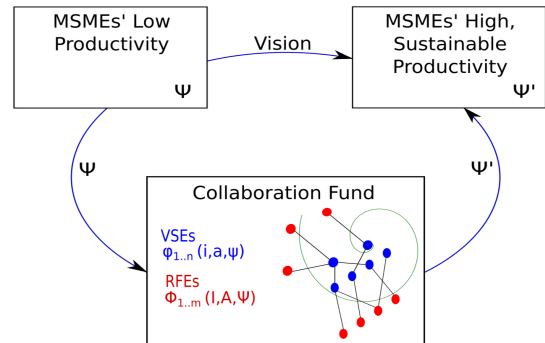 MSMEs' Low
Productivity
Ψ
Vision
MSMEs' High,
Sustainable
Productivity
Ψ'
Ψ
Ψ'
Collaboration Fund
VSEs
φ1..n (i,a,ψ)
RFEs
Φ1..m (I,A,Ψ)